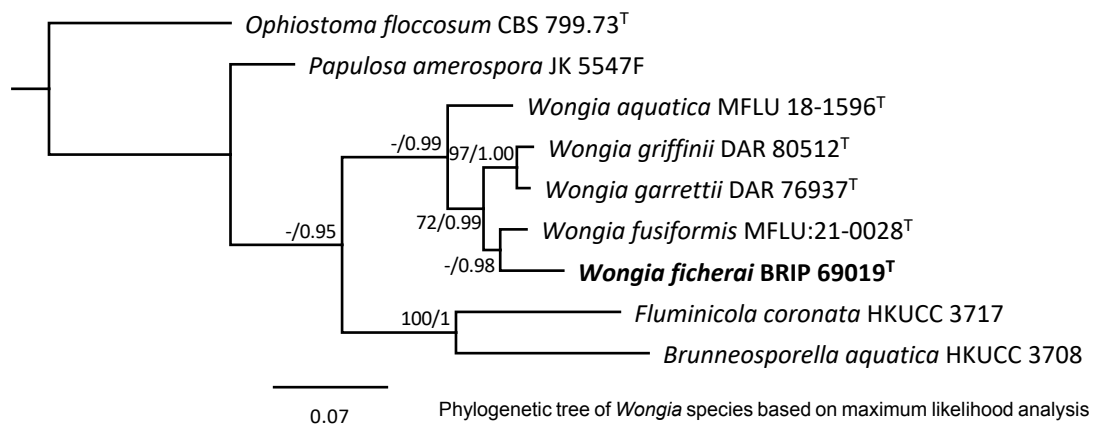 Ophiostoma floccosum CBS 799.73ᵀ
Papulosa amerospora JK 5547F
Wongia aquatica MFLU 18-1596ᵀ
-/0.99
97/1.00
Wongia griffinii DAR 80512ᵀ
Wongia garrettii DAR 76937ᵀ
72/0.99
Wongia fusiformis MFLU:21-0028ᵀ
-/0.95
-/0.98
Wongia ficherai BRIP 69019ᵀ
Fluminicola coronata HKUCC 3717
100/1
Brunneosporella aquatica HKUCC 3708
0.07
Phylogenetic tree of Wongia species based on maximum likelihood analysis